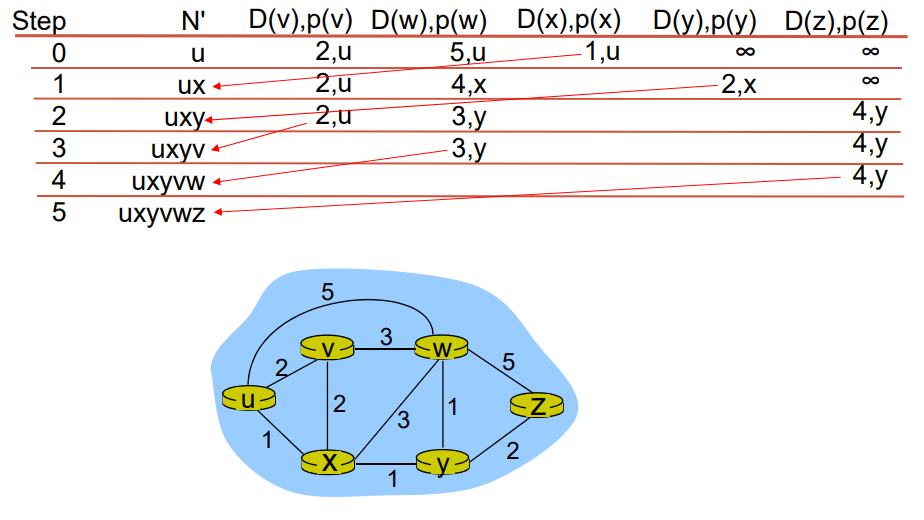 Step N' D(v),p(v) D(w),p(w) D(x),p(x) D(y),p(y) D(z),p(z)
0 u 2,u 5,u 1,u ∞ ∞
1 ux 2,u 4,x 2,x ∞
2 uxy 2,u 3,y 4,y
3 uxyv 3,y 4,y
4 uxyvw 4,y
5 uxyvwz
5
v 3 w
2 5
u 2 3 1 z
1 2
x 1 y